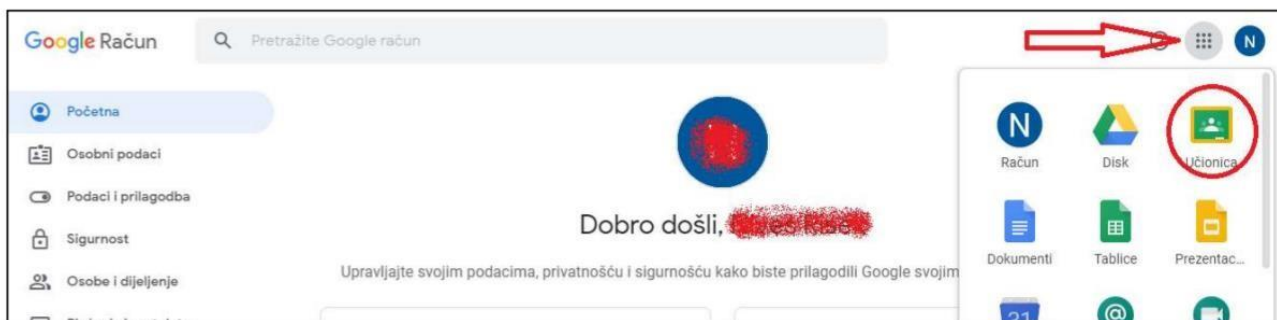 Google Račun
Pretražite Google račun
N
Početna
Osobni podaci
Podaci i prilagodba
Sigurnost
Osobe i dijeljenje
Dobro došli,
Upravljajte svojim podacima, privatnošću i sigurnošću kako biste prilagodili Google svojim
N
Račun
Disk
Učionica
Dokumenti
Tablice
Prezentac...
31